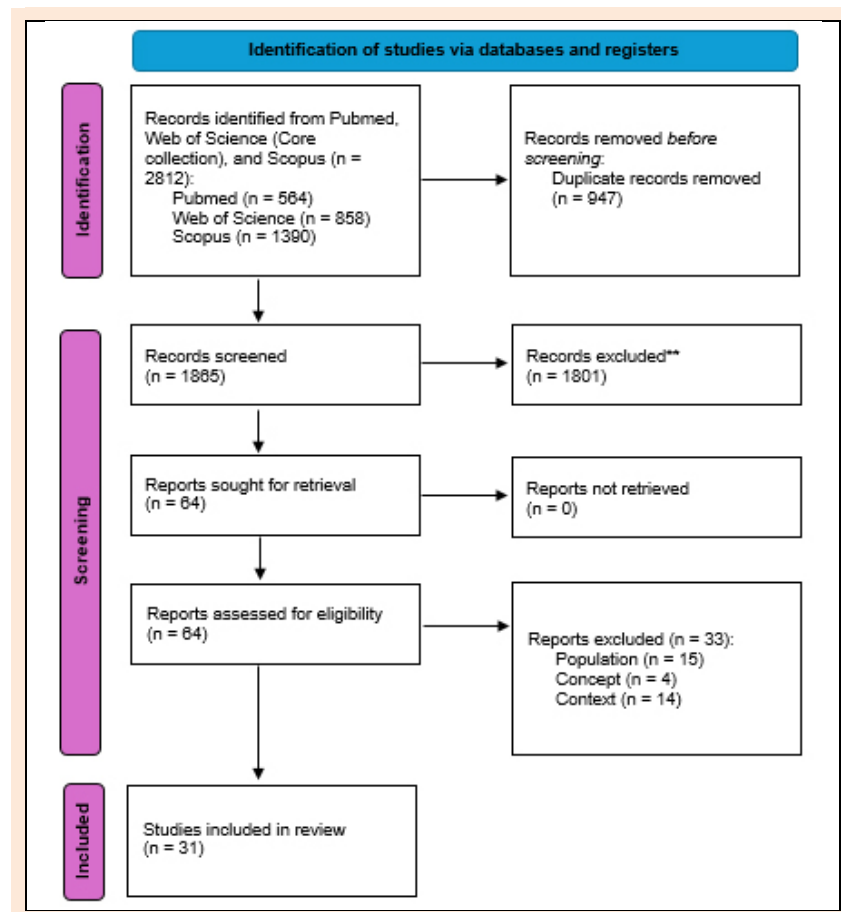 Identification of studies via databases and registers
Identification
Records identified from Pubmed,
Web of Science (Core
collection), and Scopus (n =
2812):
Pubmed (n = 564)
Web of Science (n = 858)
Scopus (n = 1390)
Records removed before
screening:
Duplicate records removed
(n = 947)
Screening
Records screened
(n = 1865)
Records excluded**
(n = 1801)
Reports sought for retrieval
(n = 64)
Reports not retrieved
(n = 0)
Reports assessed for eligibility
(n = 64)
Reports excluded (n = 33):
Population (n = 15)
Concept (n = 4)
Context (n = 14)
Included
Studies included in review
(n = 31)